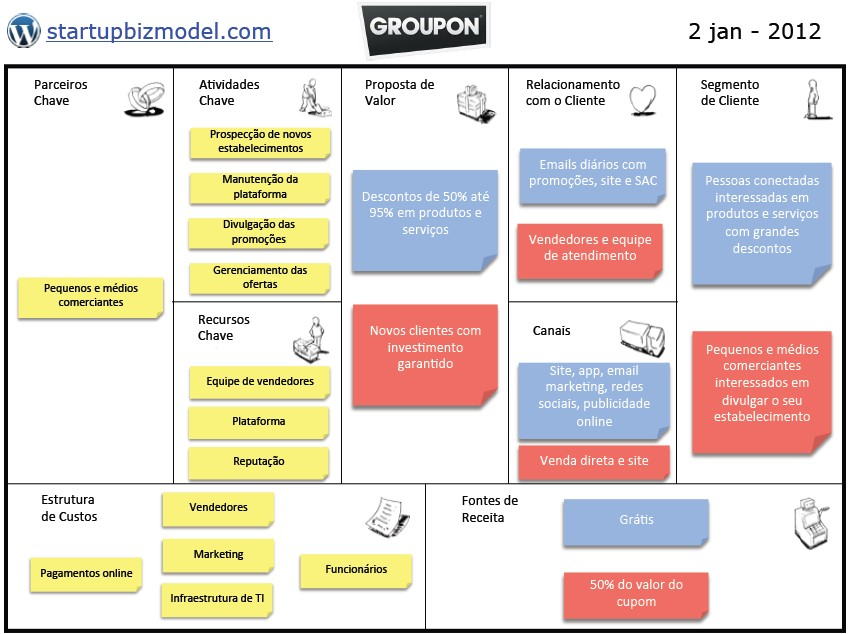 startupbizmodel.com
GROUPON
2 jan - 2012
Parceiros
Chave
Pequenos e médios
comerciantes
Atividades
Chave
Prospecção de novos
estabelecimentos
Manutenção da
plataforma
Divulgação das
promoções
Gerenciamento das
ofertas
Recursos
Chave
Equipe de vendedores
Plataforma
Reputação
Proposta de
Valor
Descontos de 50% até
95% em produtos e
serviços
Novos clientes com
investimento
garantido
Relacionamento
com o Cliente
Emails diários com
promoções, site e SAC
Vendedores e equipe
de atendimento
Canais
Site, app, email
marketing, redes
sociais, publicidade
online
Venda direta e site
Segmento
de Cliente
Pessoas conectadas
interessadas em
produtos e serviços
com grandes
descontos
Pequenos e médios
comerciantes
interessados em
divulgar o seu
estabelecimento
Estrutura
de Custos
Pagamentos online
Vendedores
Marketing
Infraestrutura de TI
Funcionários
Fontes de
Receita
Grátis
50% do valor do
cupom